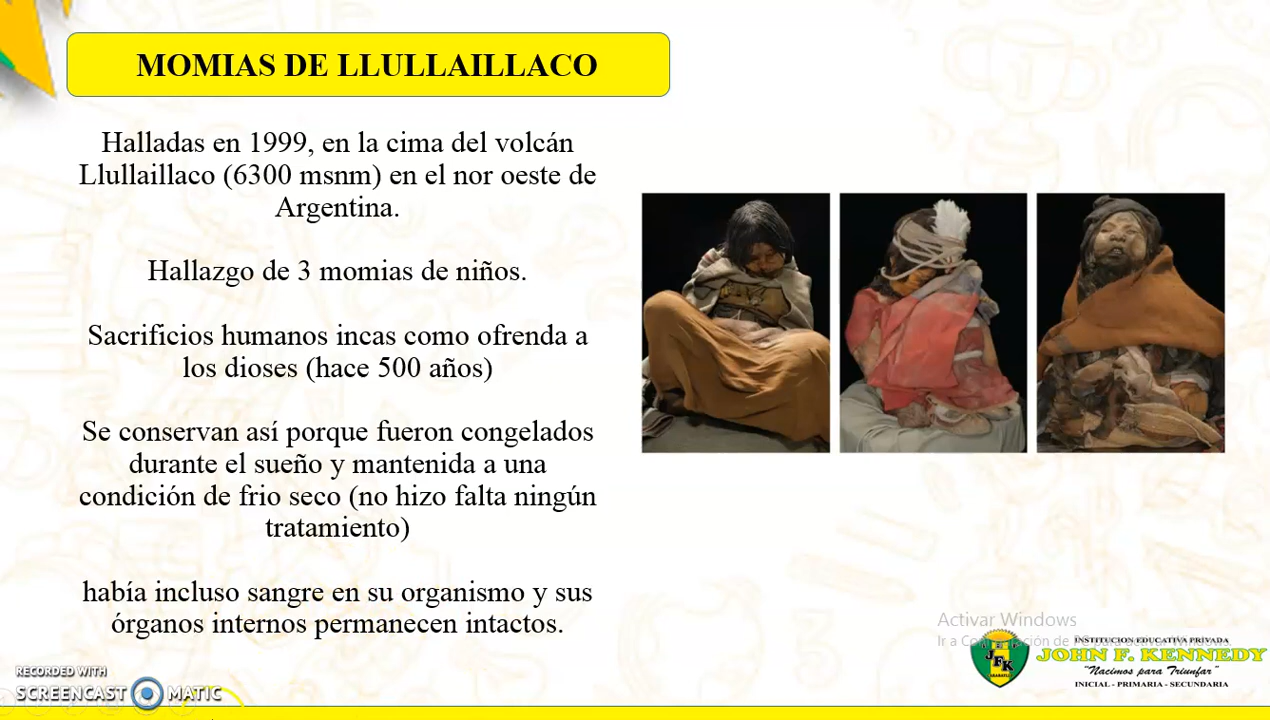 MOMIAS DE LLULLAILLACO
Halladas en 1999, en la cima del volcán
Llullaillaco (6300 msnm) en el nor oeste de
Argentina.
Hallazgo de 3 momias de niños.
Sacrificios humanos incas como ofrenda a
los dioses (hace 500 años)
Se conservan así porque fueron congelados
durante el sueño y mantenida a una
condición de frio seco (no hizo falta ningún
tratamiento)
había incluso sangre en su organismo y sus
órganos internos permanecen intactos.
Activar Windows
Ir a para activar Windows.
INSTITUCION EDUCATIVA PRIVADA
JOHN F. KENNEDY
"Nacimos para Triunfar"
INICIAL - PRIMARIA - SECUNDARIA
JFK
RECORDED WITH
SCREENCAST MATIC